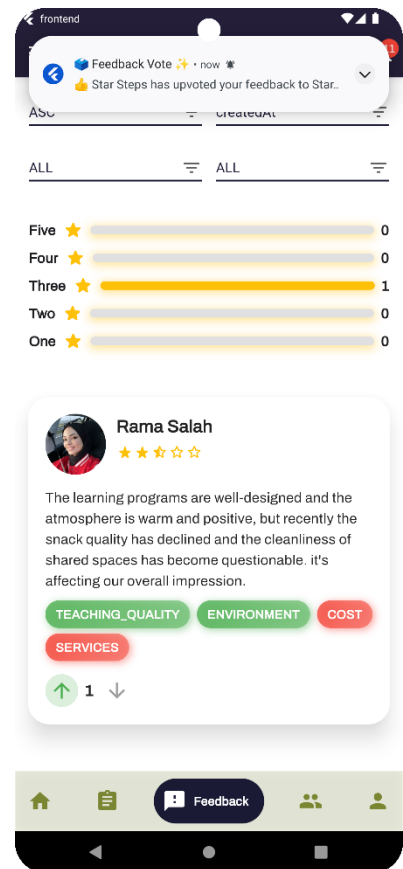 frontend
Feedback Vote ✨ • now
11
👍 Star Steps has upvoted your feedback to Star..
ASC createdAt
ALL ALL
Five 0
Four 0
Three 1
Two 0
One 0
Rama Salah
The learning programs are well-designed and the
atmosphere is warm and positive, but recently the
snack quality has declined and the cleanliness of
shared spaces has become questionable. it's
affecting our overall impression.
TEACHING_QUALITY ENVIRONMENT COST
SERVICES
1
Feedback